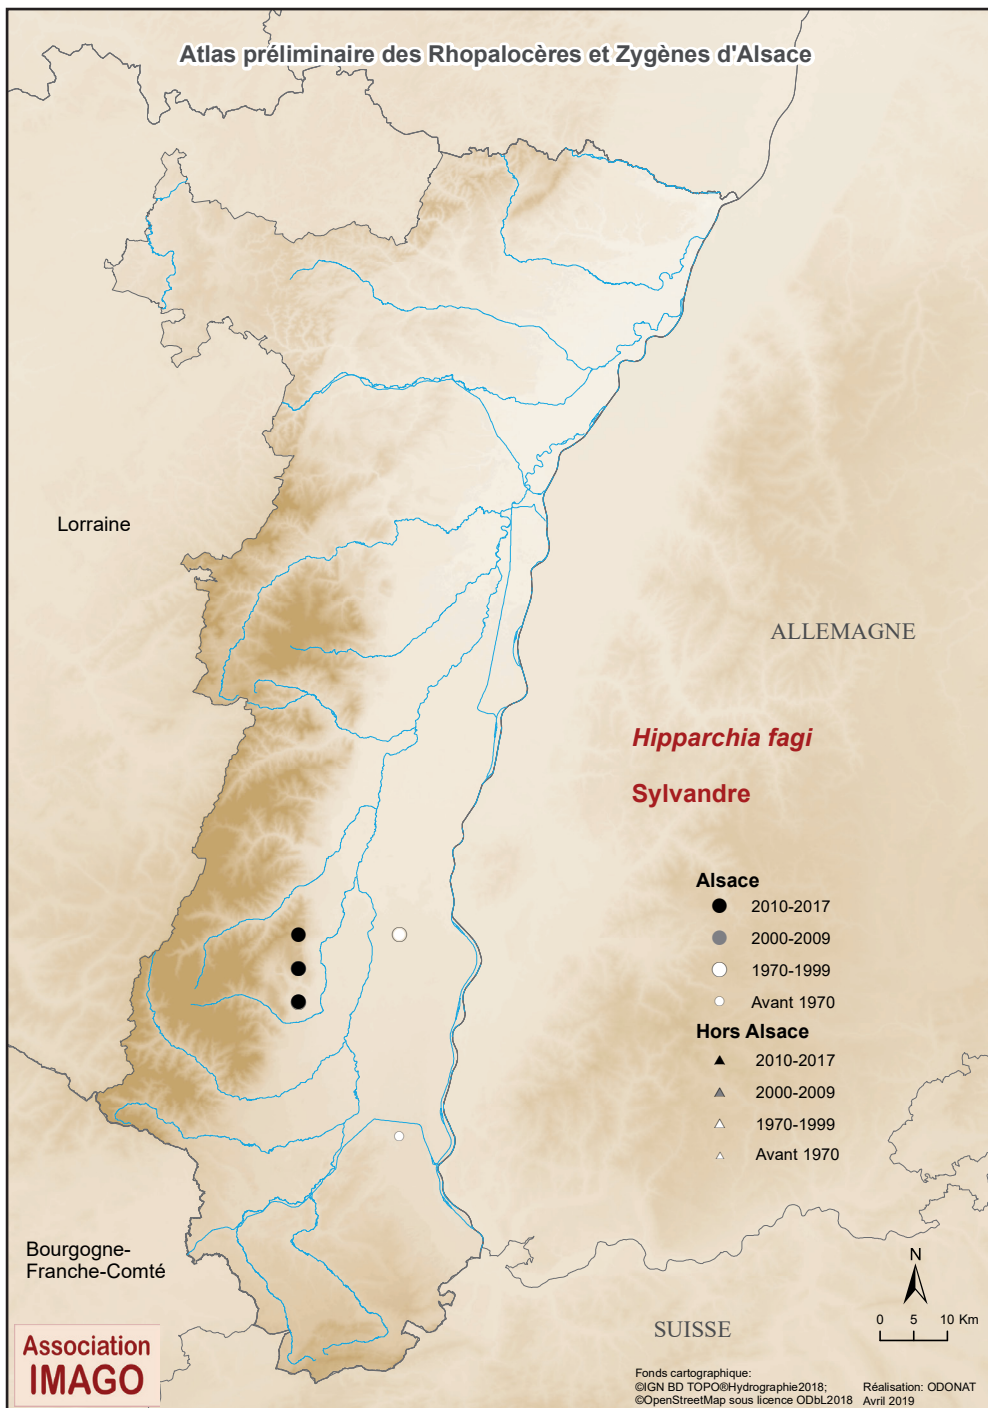 Atlas préliminaire des Rhopalocères et Zygènes d'Alsace
Lorraine
ALLEMAGNE
Hipparchia fagi
Sylvandre
Alsace
2010-2017
2000-2009
1970-1999
Avant 1970
Hors Alsace
2010-2017
2000-2009
1970-1999
Avant 1970
Bourgogne-
Franche-Comté
N
0 5 10 Km
SUISSE
Association
IMAGO
Fonds cartographique:
©IGN BD TOPO®Hydrographie2018;
©OpenStreetMap sous licence ODbL2018
Réalisation: ODONAT
Avril 2019